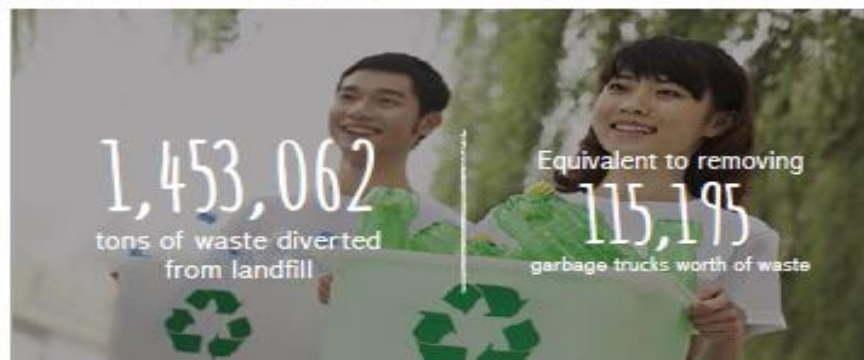 1,453,062
tons of waste diverted
from landfill
Equivalent to removing
115,195
garbage trucks worth of waste